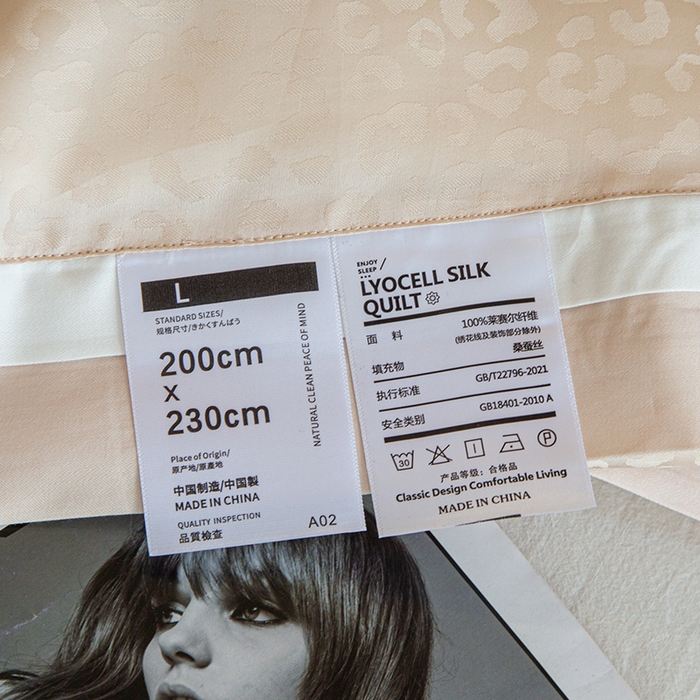 L
STANDARD SIZES/
规格尺寸/きかくすんぽう
200cm
X
230cm
NATURAL CLEAN PEACE OF MIND
Place of Origin/
原产地/原產地
中国制造/中国製
MADE IN CHINA
QUALITY INSPECTION
品質檢查
A02
ENJOY
SLEEP
LYOCELL SILK
QUILT
面 料 100%莱赛尔纤维
(绣花线及装饰部分除外)
填充物 桑蚕丝
执行标准 GB/T22796-2021
安全类别 GB18401-2010 A
30
P
产品等级：合格品
Classic Design Comfortable Living
MADE IN CHINA